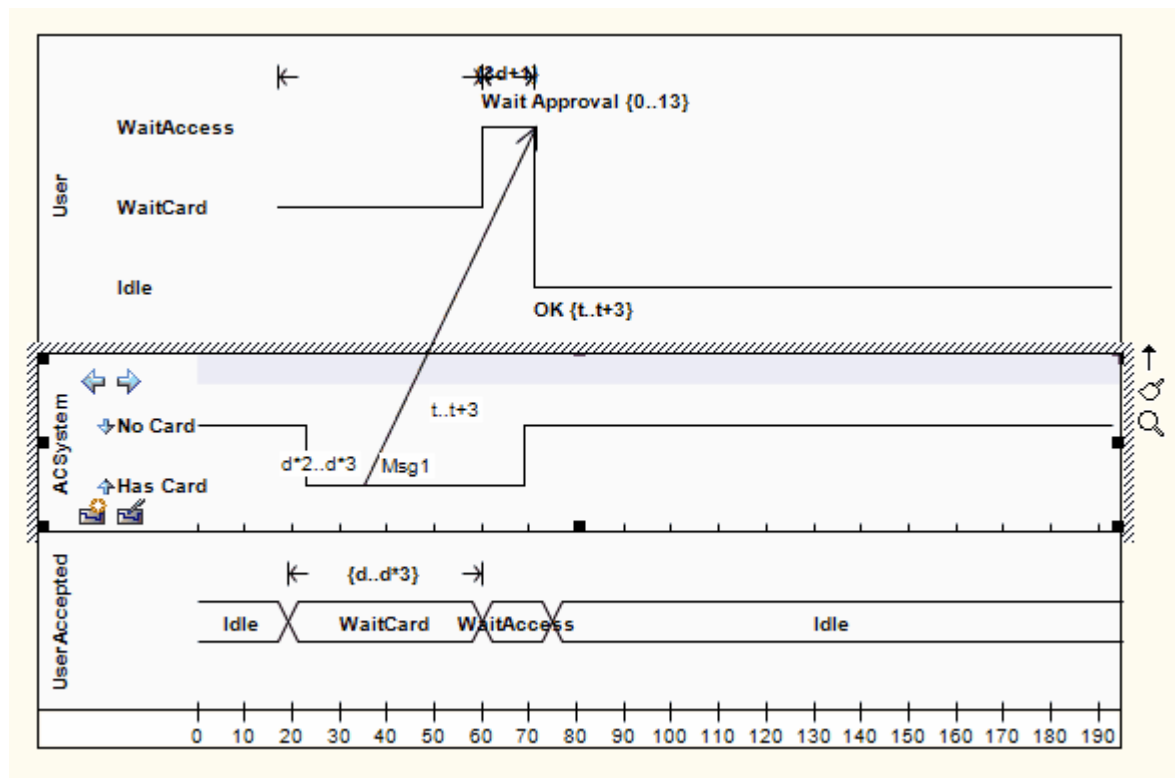 Wait Approval {0..13}
WaitAccess
User
WaitCard
Idle
OK {t..t+3}
ACSystem
t..t+3
No Card
d*2..d*3
Msg1
Has Card
UserAccepted
{d..d*3}
Idle
WaitCard
WaitAccess
Idle
0 10 20 30 40 50 60 70 80 90 100 110 120 130 140 150 160 170 180 190